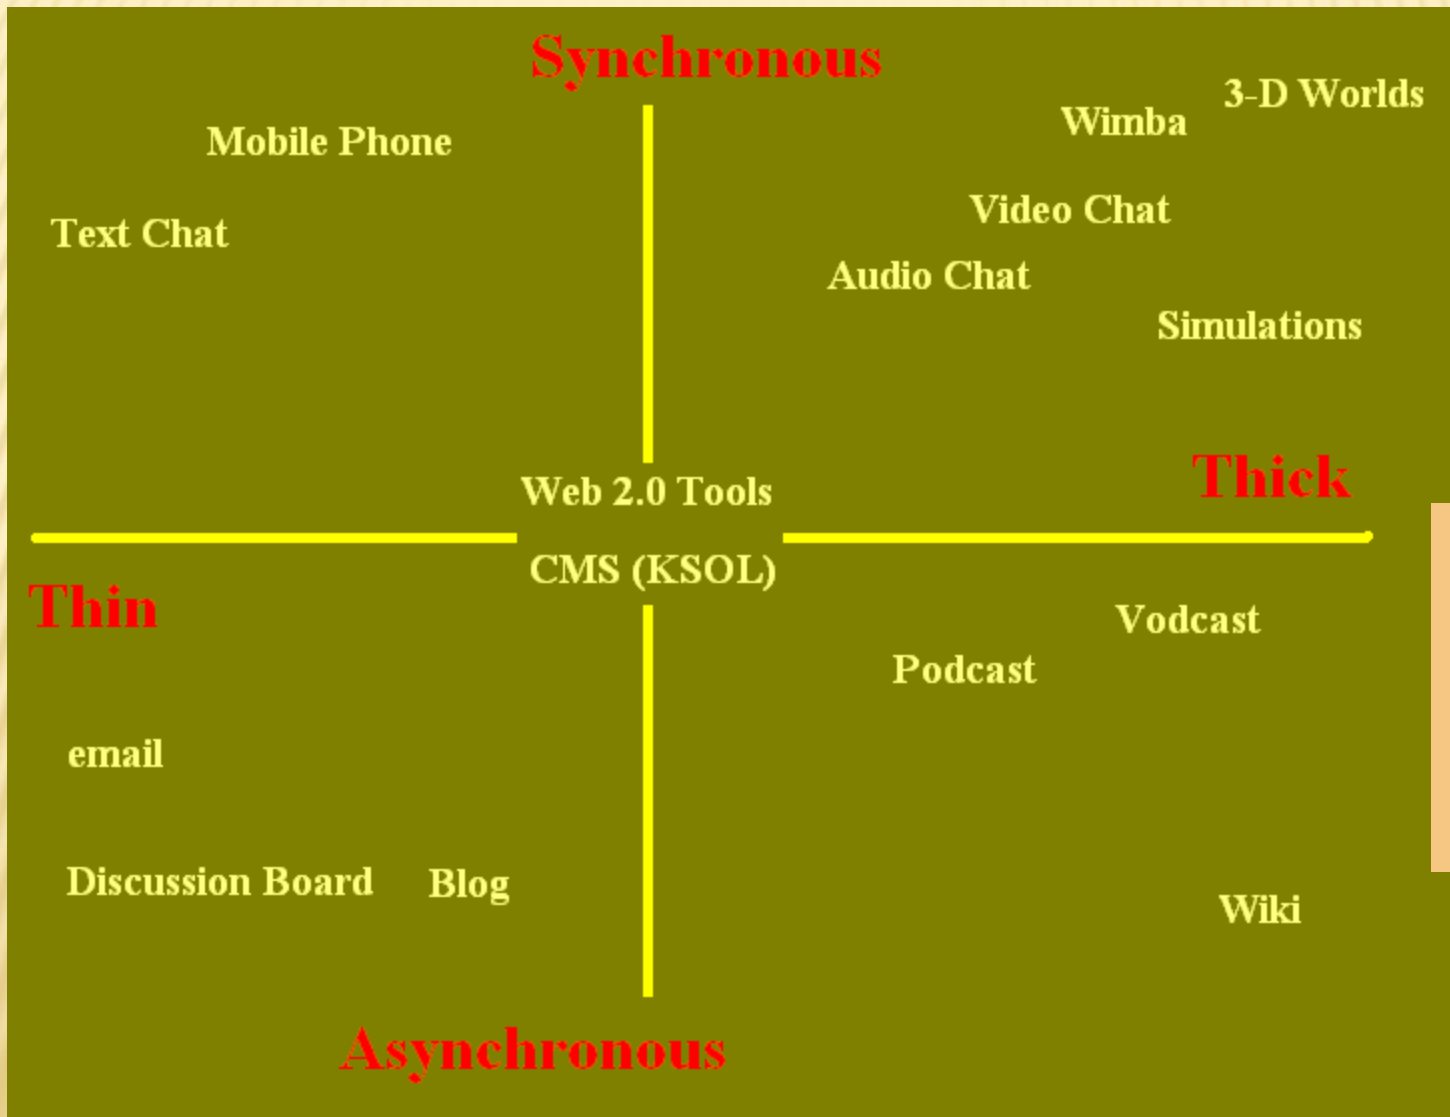 Synchronous
3-D Worlds
Wimba
Mobile Phone
Video Chat
Text Chat
Audio Chat
Simulations
Thick
Web 2.0 Tools
CMS (KSOL)
Thin
Vodcast
Podcast
email
Discussion Board
Blog
Wiki
Asynchronous